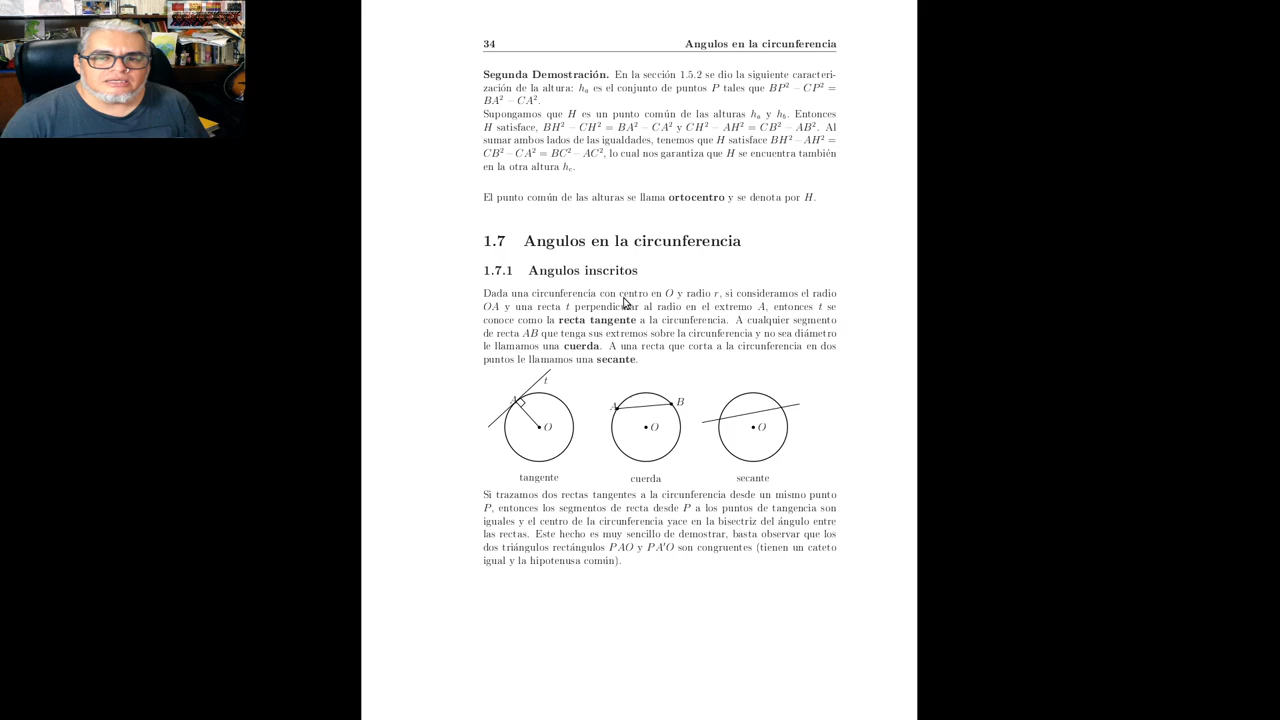 34 Angulos en la circunferencia
Segunda Demostración. En la sección 1.5.2 se dio la siguiente caracteri-
zación de la altura: hₐ es el conjunto de puntos P tales que BP² − CP² =
BA² − CA².
Supongamos que H es un punto común de las alturas hₐ y h_b. Entonces
H satisface, BH² − CH² = BA² − CA² y CH² − AH² = CB² − AB². Al
sumar ambos lados de las igualdades, tenemos que H satisface BH² − AH² =
CB² − CA² = BC² − AC², lo cual nos garantiza que H se encuentra también
en la otra altura h_c.
El punto común de las alturas se llama ortocentro y se denota por H.
1.7 Angulos en la circunferencia
1.7.1 Angulos inscritos
Dada una circunferencia con centro en O y radio r, si consideramos el radio
OA y una recta t perpendicular al radio en el extremo A, entonces t se
conoce como la recta tangente a la circunferencia. A cualquier segmento
de recta AB que tenga sus extremos sobre la circunferencia y no sea diámetro
le llamamos una cuerda. A una recta que corta a la circunferencia en dos
puntos le llamamos una secante.
t
A A B
O O O
tangente cuerda secante
Si trazamos dos rectas tangentes a la circunferencia desde un mismo punto
P, entonces los segmentos de recta desde P a los puntos de tangencia son
iguales y el centro de la circunferencia yace en la bisectriz del ángulo entre
las rectas. Este hecho es muy sencillo de demostrar, basta observar que los
dos triángulos rectángulos PAO y PA′O son congruentes (tienen un cateto
igual y la hipotenusa común).